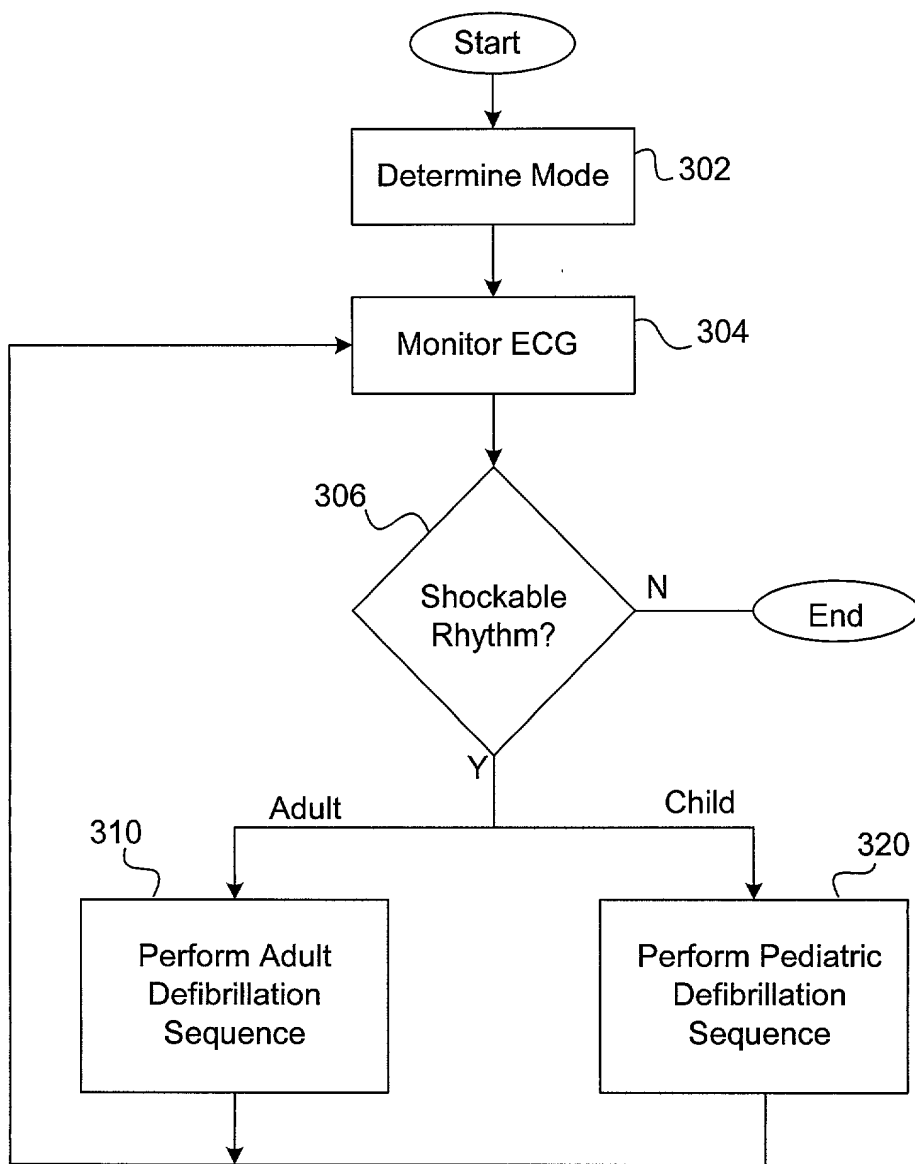 Start
Determine Mode
302
Monitor ECG
304
306
Shockable
Rhythm?
N
End
Y
Adult
Child
310
320
Perform Adult
Defibrillation
Sequence
Perform Pediatric
Defibrillation
Sequence